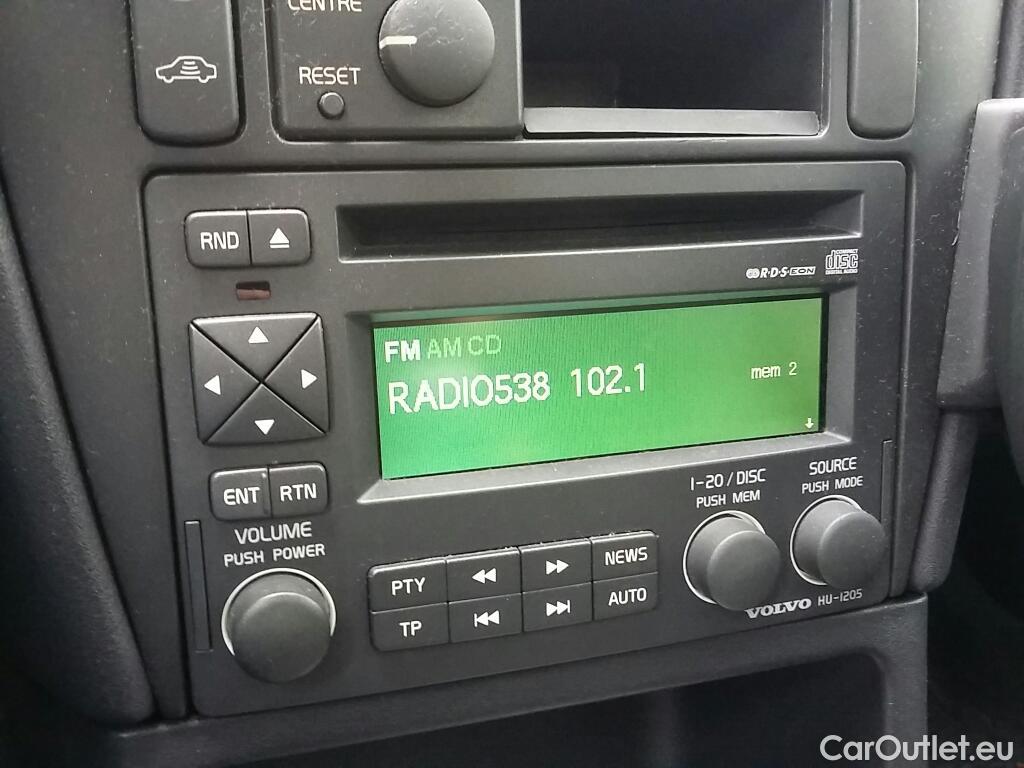 CENTRE
RESET
RND
R·D·S·EON
COMPACT
disc
DIGITAL AUDIO
FM AM CD
RADIO538 102.1
mem 2
ENT RTN
VOLUME
PUSH POWER
1-20/DISC
PUSH MEM
SOURCE
PUSH MODE
PTY
NEWS
TP
AUTO
VOLVO HU-1205
CarOutlet.eu